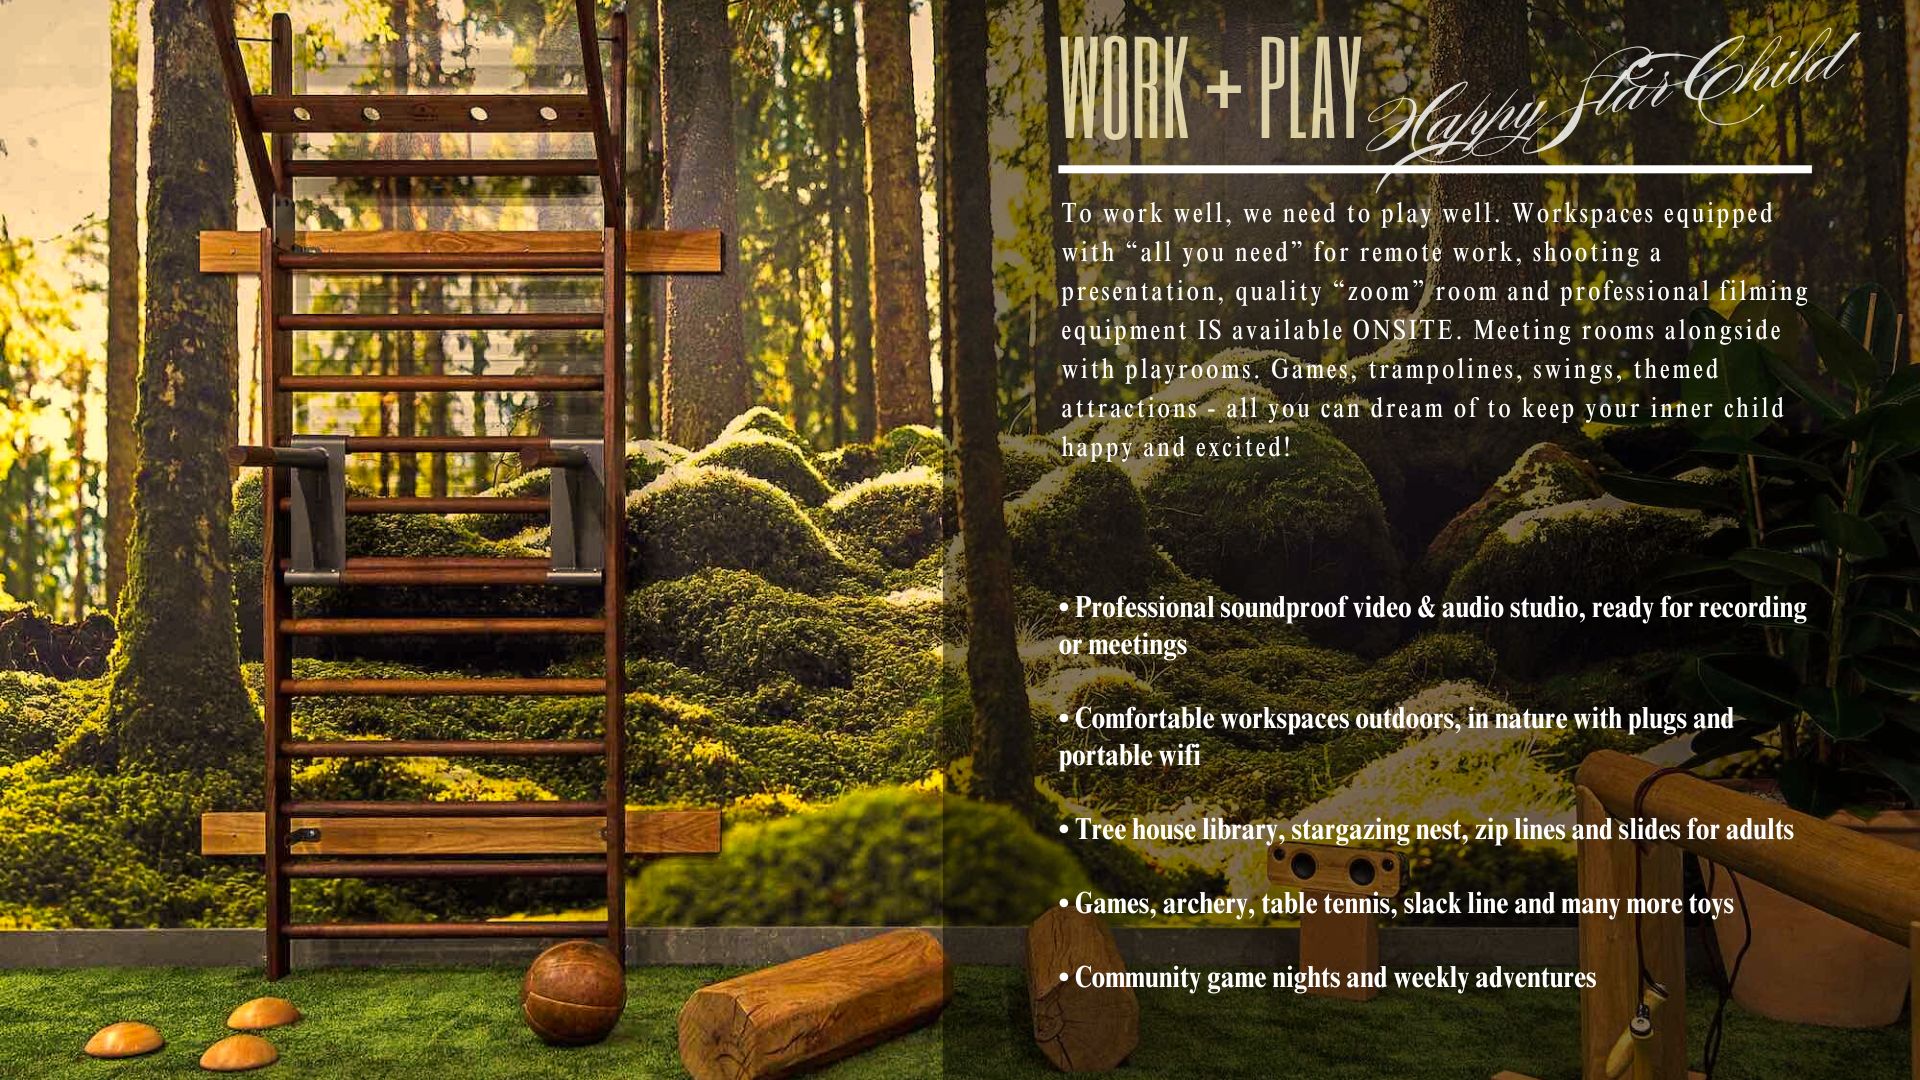 WORK + PLAY Happy Star Child
To work well, we need to play well. Workspaces equipped
with “all you need” for remote work, shooting a
presentation, quality “zoom” room and professional filming
equipment IS available ONSITE. Meeting rooms alongside
with playrooms. Games, trampolines, swings, themed
attractions - all you can dream of to keep your inner child
happy and excited!
• Professional soundproof video & audio studio, ready for recording
or meetings
• Comfortable workspaces outdoors, in nature with plugs and
portable wifi
• Tree house library, stargazing nest, zip lines and slides for adults
• Games, archery, table tennis, slack line and many more toys
• Community game nights and weekly adventures